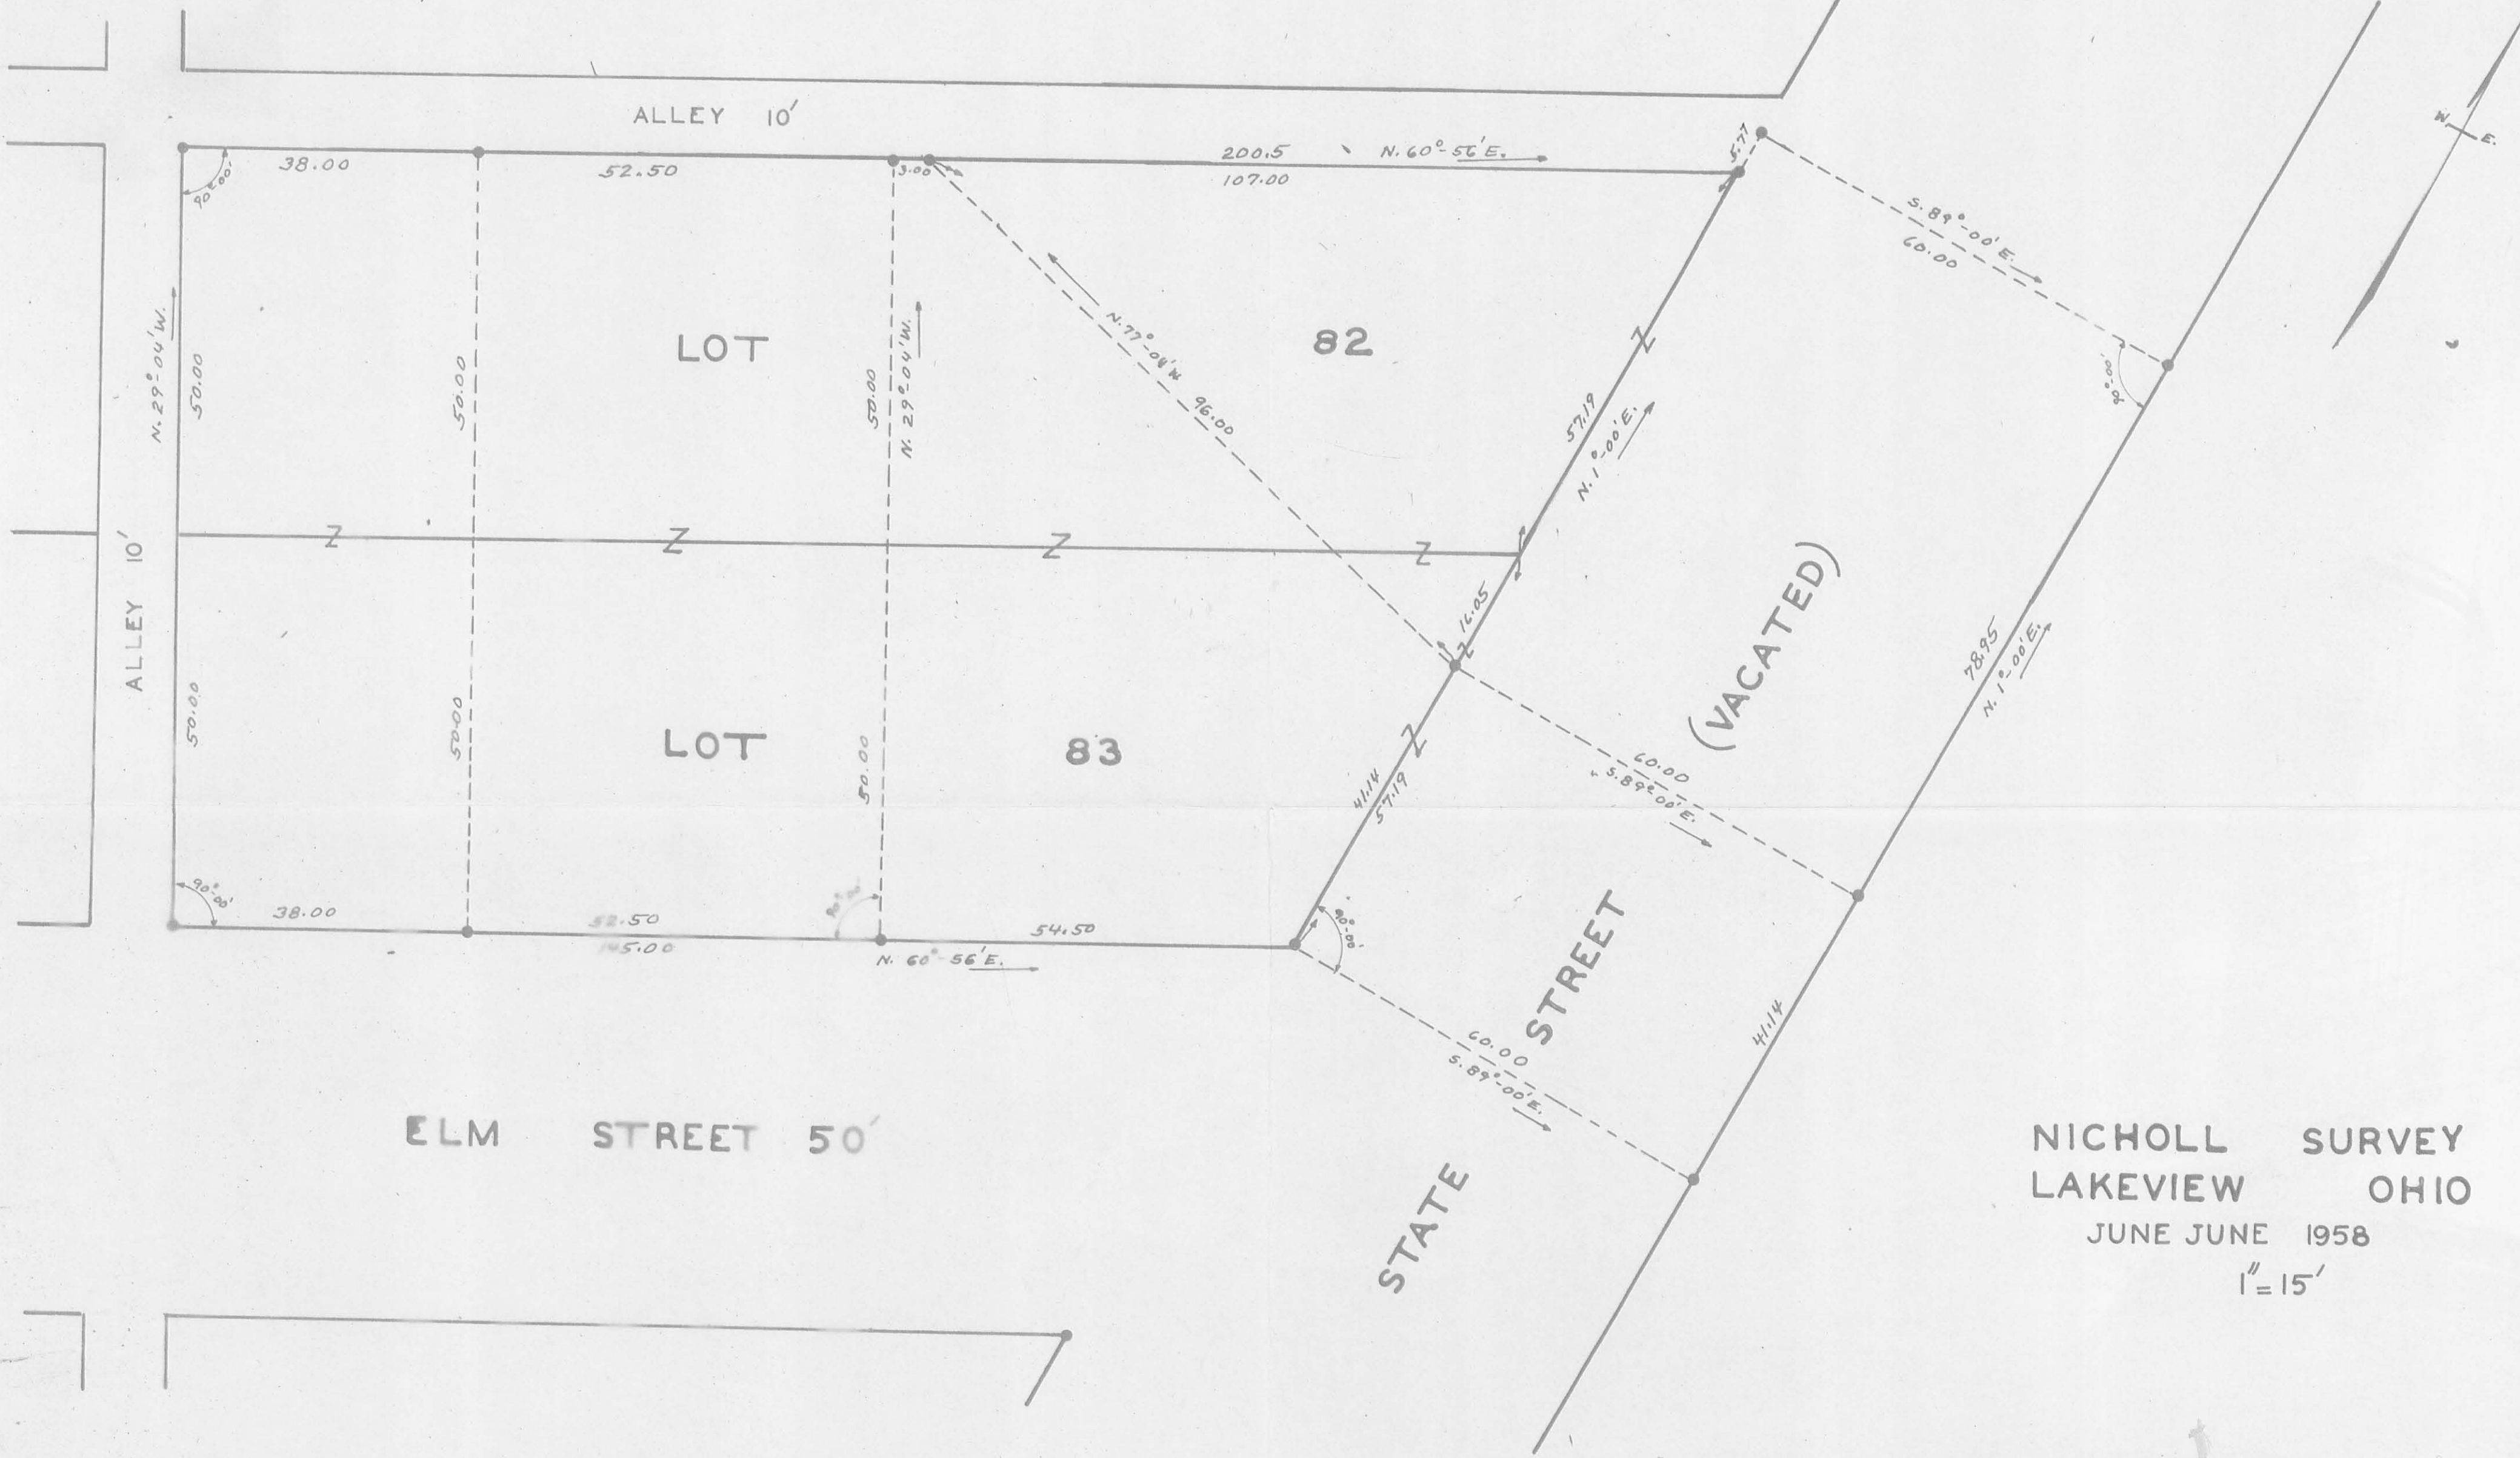 ALLEY 10'
38.00
52.50
3.00
200.5
N. 60°-56' E.
107.00
5.77
90°-00'
S. 89°-00' E.
60.00
N. 29°-04' W.
50.00
50.00
50.00
N. 29°-04' W.
LOT 82
N. 77°-04' W
96.00
57.19
N. 1°-00' E.
90°-00'
ALLEY 10'
50.00
50.00
50.00
LOT 83
16.05
41.14
57.19
(VACATED)
78.95
N. 1°-00' E.
60.00
S. 89°-00' E.
90°-00'
38.00
52.50
54.50
N. 60°-56' E.
90°-00'
60.00
S. 89°-00' E.
41.14
STATE STREET
ELM STREET 50'
W E.
NICHOLL SURVEY
LAKEVIEW OHIO
JUNE JUNE 1958
1"=15'